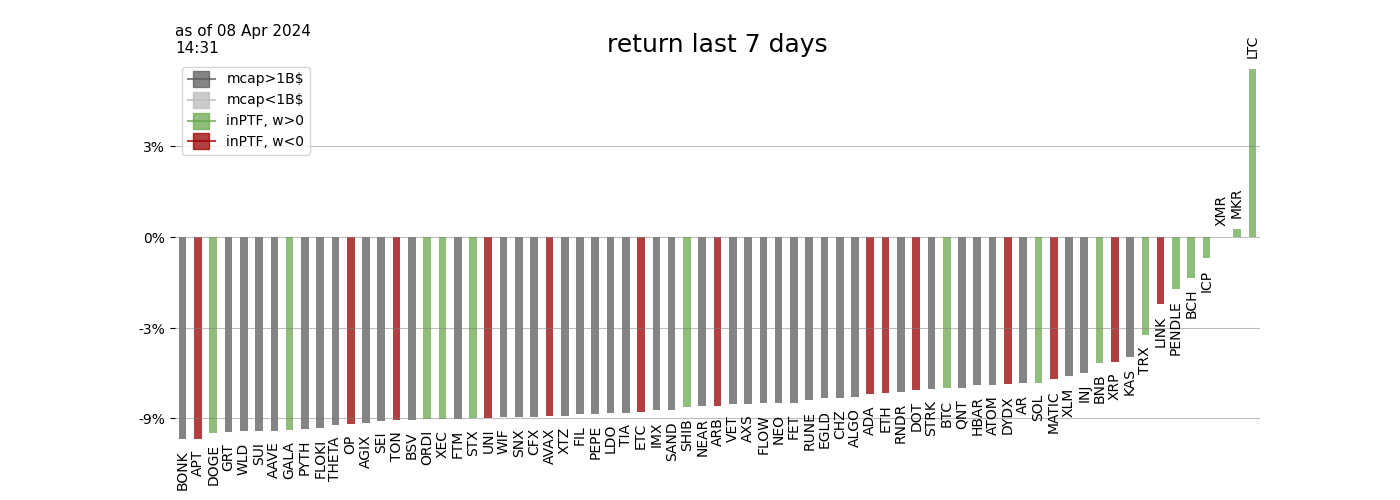 as of 08 Apr 2024
14:31
return last 7 days
mcap>1B$
mcap<1B$
inPTF, w>0
inPTF, w<0
3%
0%
-3%
-9%
BONK
APT
DOGE
GRT
WLD
SUI
AAVE
GALA
PYTH
FLOKI
THETA
OP
AGIX
SEI
TON
BSV
ORDI
XEC
FTM
STX
UNI
WIF
SNX
CFX
AVAX
XTZ
FIL
PEPE
LDO
TIA
ETC
IMX
SAND
SHIB
NEAR
ARB
VET
AXS
FLOW
NEO
FET
RUNE
EGLD
CHZ
ALGO
ADA
ETH
RNDR
DOT
STRK
BTC
QNT
HBAR
ATOM
DYDX
AR
SOL
MATIC
XLM
INJ
BNB
XRP
KAS
TRX
LINK
PENDLE
BCH
ICP
XMR
MKR
LTC